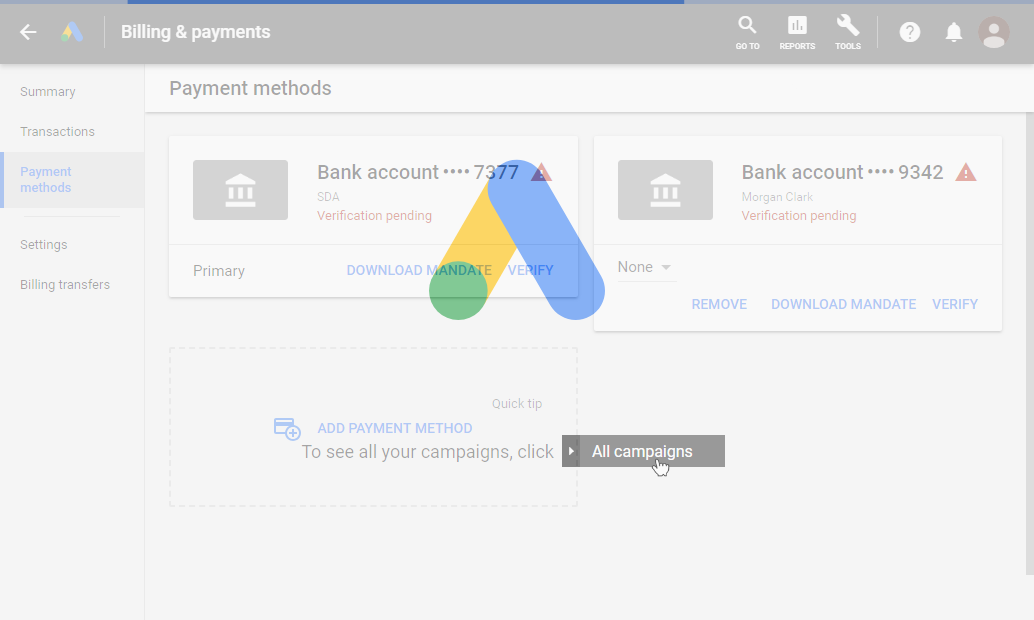 Billing & payments
GO TO
REPORTS
TOOLS
?
Summary
Transactions
Payment
methods
Settings
Billing transfers
Payment methods
Bank account •••• 7377
SDA
Verification pending
Primary
DOWNLOAD MANDATE
VERIFY
Bank account •••• 9342
Morgan Clark
Verification pending
None
REMOVE
DOWNLOAD MANDATE
VERIFY
Quick tip
ADD PAYMENT METHOD
To see all your campaigns, click
All campaigns